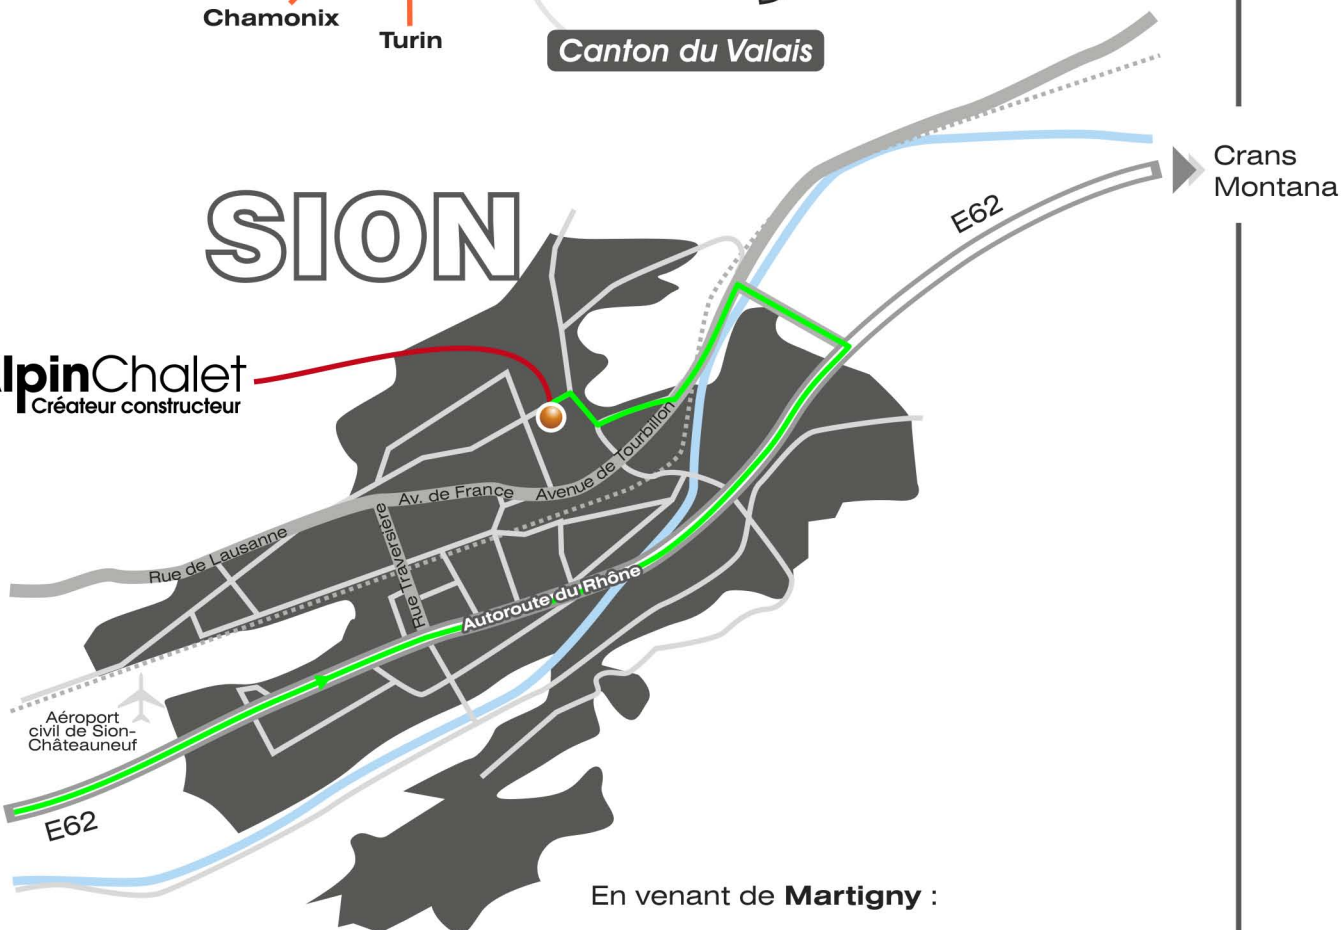 Chamonix
Turin
Canton du Valais
Crans
Montana
E62
SION
lpinChalet
Créateur constructeur
Avenue de Tourbillon
Av. de France
Rue de Lausanne
Rue Traversière
Autoroute du Rhône
Aéroport
civil de Sion-
Châteauneuf
E62
En venant de Martigny :